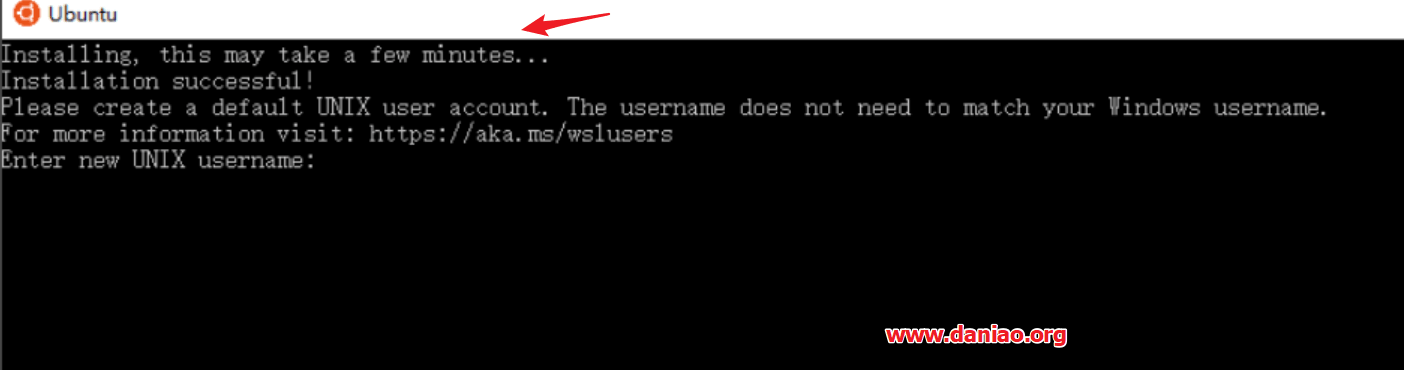 Ubuntu
Installing, this may take a few minutes...
Installation successful!
Please create a default UNIX user account. The username does not need to match your Windows username.
For more information visit: https://aka.ms/wslusers
Enter new UNIX username:
www.daniao.org